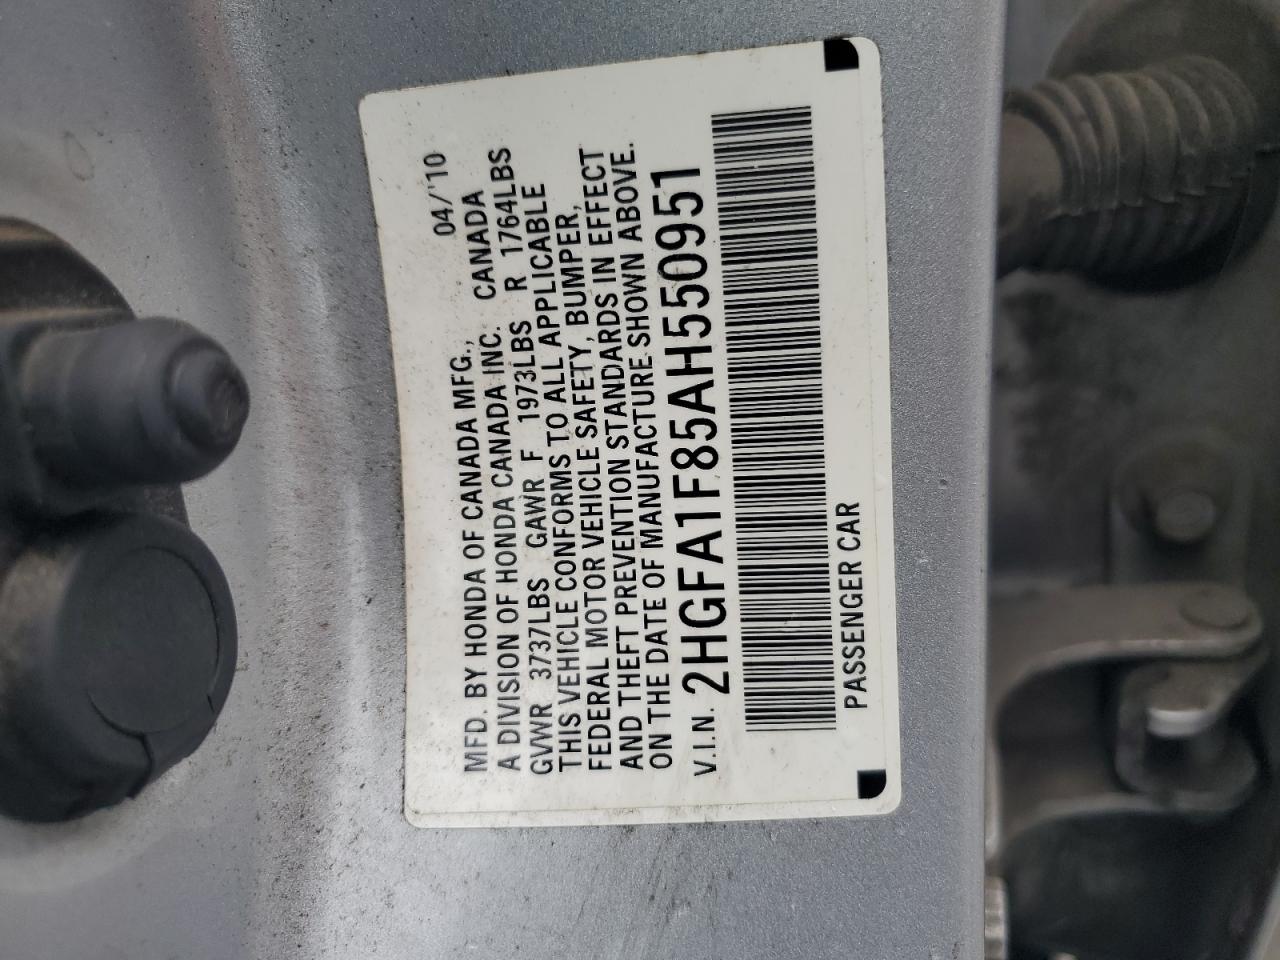 MFD. BY HONDA OF CANADA MFG., 04/'10
A DIVISION OF HONDA CANADA INC. CANADA
GVWR 3737LBS GAWR F 1973LBS R 1764LBS
THIS VEHICLE CONFORMS TO ALL APPLICABLE
FEDERAL MOTOR VEHICLE SAFETY, BUMPER,
AND THEFT PREVENTION STANDARDS IN EFFECT
ON THE DATE OF MANUFACTURE SHOWN ABOVE.
V.I.N. 2HGFA1F85AH550951
PASSENGER CAR